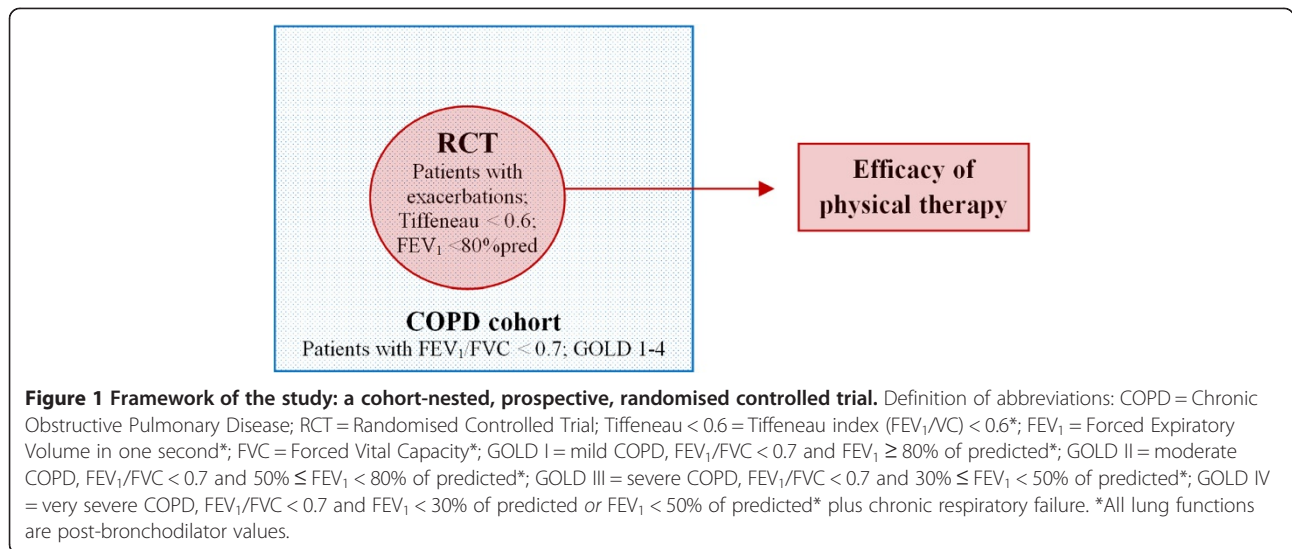 RCT
Patients with
exacerbations;
Tiffeneau < 0.6;
FEV₁ <80%pred
Efficacy of
physical therapy
COPD cohort
Patients with FEV₁/FVC < 0.7; GOLD 1-4
Figure 1 Framework of the study: a cohort-nested, prospective, randomised controlled trial. Definition of abbreviations: COPD = Chronic
Obstructive Pulmonary Disease; RCT = Randomised Controlled Trial; Tiffeneau < 0.6 = Tiffeneau index (FEV₁/VC) < 0.6*; FEV₁ = Forced Expiratory
Volume in one second*; FVC = Forced Vital Capacity*; GOLD I = mild COPD, FEV₁/FVC < 0.7 and FEV₁ ≥ 80% of predicted*; GOLD II = moderate
COPD, FEV₁/FVC < 0.7 and 50% ≤ FEV₁ < 80% of predicted*; GOLD III = severe COPD, FEV₁/FVC < 0.7 and 30% ≤ FEV₁ < 50% of predicted*; GOLD IV
= very severe COPD, FEV₁/FVC < 0.7 and FEV₁ < 30% of predicted or FEV₁ < 50% of predicted* plus chronic respiratory failure. *All lung functions
are post-bronchodilator values.